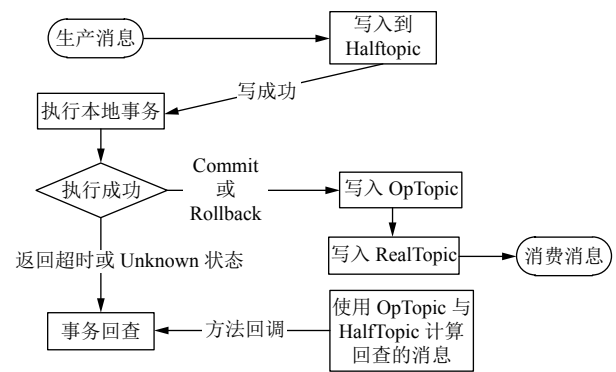 生产消息
写入到
Halftopic
写成功
执行本地事务
执行成功
Commit
或
Rollback
写入 OpTopic
写入 RealTopic
消费消息
返回超时或 Unknown 状态
事务回查
方法回调
使用 OpTopic 与
HalfTopic 计算
回查的消息